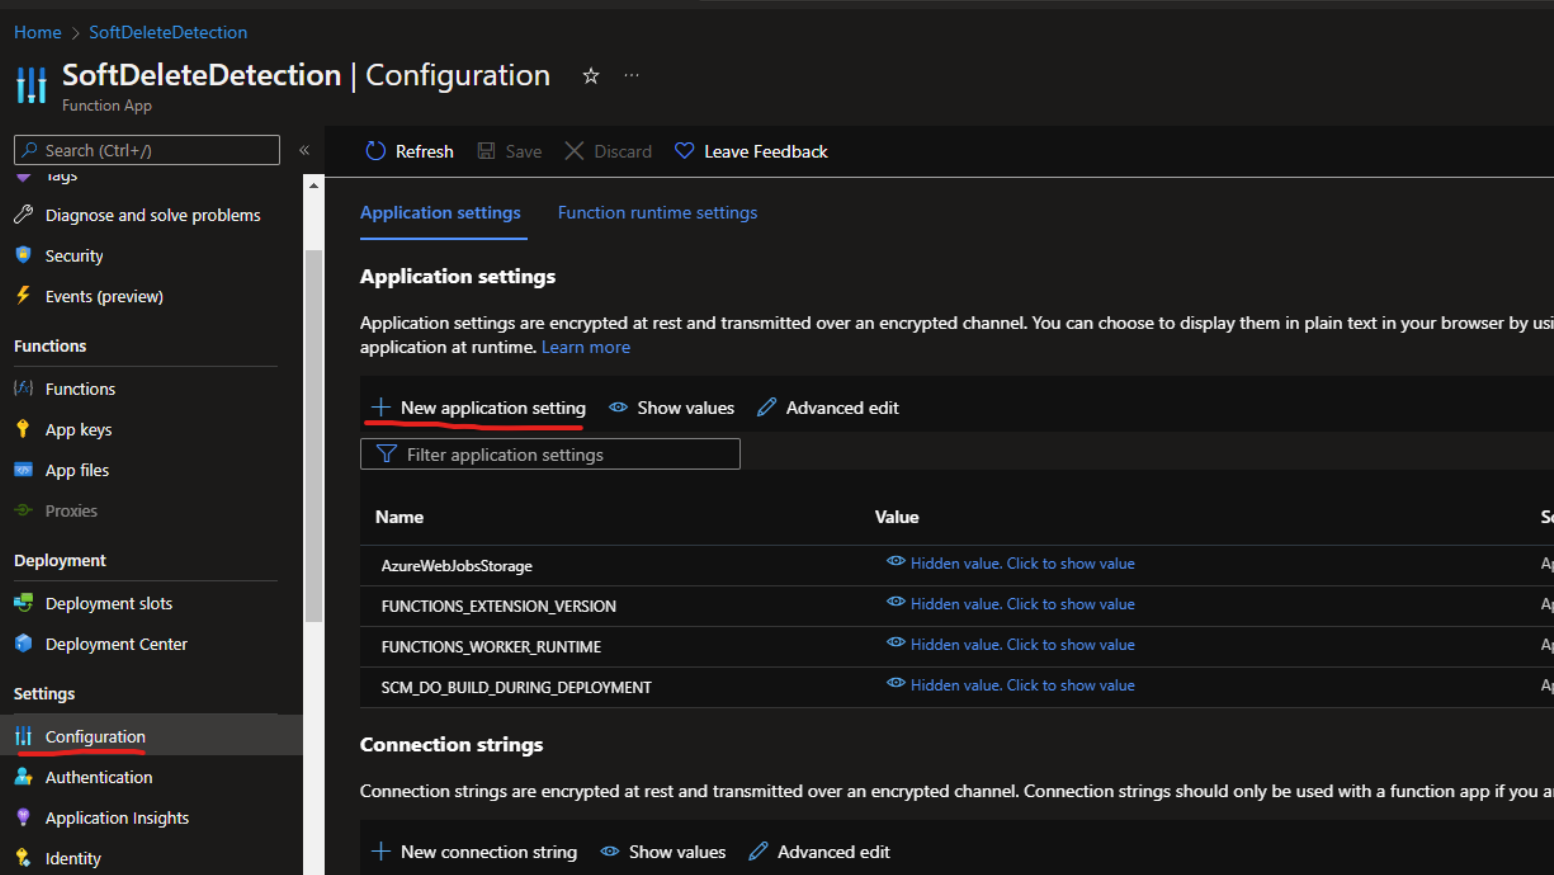 Home > SoftDeleteDetection
SoftDeleteDetection | Configuration
Function App
Search (Ctrl+/)
«
Refresh
Save
Discard
Leave Feedback
Tags
Diagnose and solve problems
Security
Events (preview)
Functions
Functions
App keys
App files
Proxies
Deployment
Deployment slots
Deployment Center
Settings
Configuration
Authentication
Application Insights
Identity
Application settings
Function runtime settings
Application settings
Application settings are encrypted at rest and transmitted over an encrypted channel. You can choose to display them in plain text in your browser by usi
application at runtime. Learn more
New application setting
Show values
Advanced edit
Filter application settings
Name Value
AzureWebJobsStorage Hidden value. Click to show value
FUNCTIONS_EXTENSION_VERSION Hidden value. Click to show value
FUNCTIONS_WORKER_RUNTIME Hidden value. Click to show value
SCM_DO_BUILD_DURING_DEPLOYMENT Hidden value. Click to show value
Connection strings
Connection strings are encrypted at rest and transmitted over an encrypted channel. Connection strings should only be used with a function app if you a
New connection string
Show values
Advanced edit